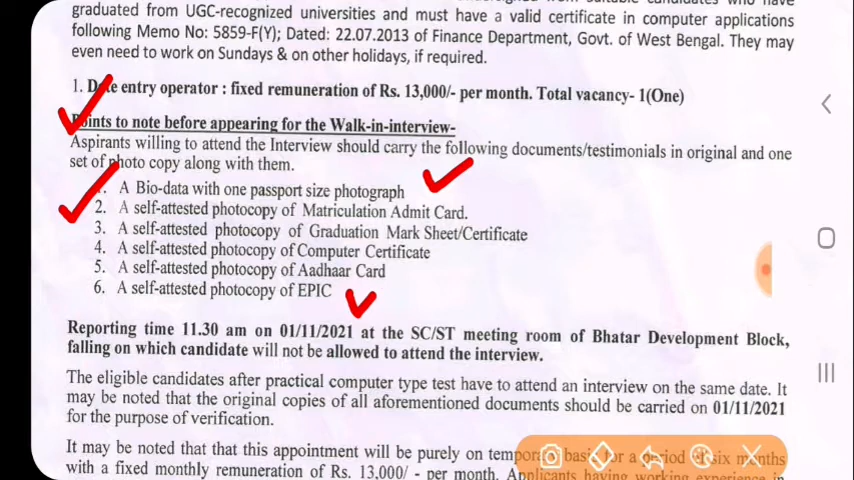 graduated from UGC-recognized universities and must have a valid certificate in computer applications
following Memo No: 5859-F(Y); Dated: 22.07.2013 of Finance Department, Govt. of West Bengal. They may
even need to work on Sundays & on other holidays, if required.
1. Date entry operator : fixed remuneration of Rs. 13,000/- per month. Total vacancy- 1(One)
Points to note before appearing for the Walk-in-interview-
Aspirants willing to attend the Interview should carry the following documents/testimonials in original and one
set of photo copy along with them.
1. A Bio-data with one passport size photograph
2. A self-attested photocopy of Matriculation Admit Card.
3. A self-attested photocopy of Graduation Mark Sheet/Certificate
4. A self-attested photocopy of Computer Certificate
5. A self-attested photocopy of Aadhaar Card
6. A self-attested photocopy of EPIC
Reporting time 11.30 am on 01/11/2021 at the SC/ST meeting room of Bhatar Development Block,
falling on which candidate will not be allowed to attend the interview.
The eligible candidates after practical computer type test have to attend an interview on the same date. It
may be noted that the original copies of all aforementioned documents should be carried on 01/11/2021
for the purpose of verification.
It may be noted that that this appointment will be purely on temporary basis for a period of six months
with a fixed monthly remuneration of Rs. 13,000/- per month. Applicants having working experience in